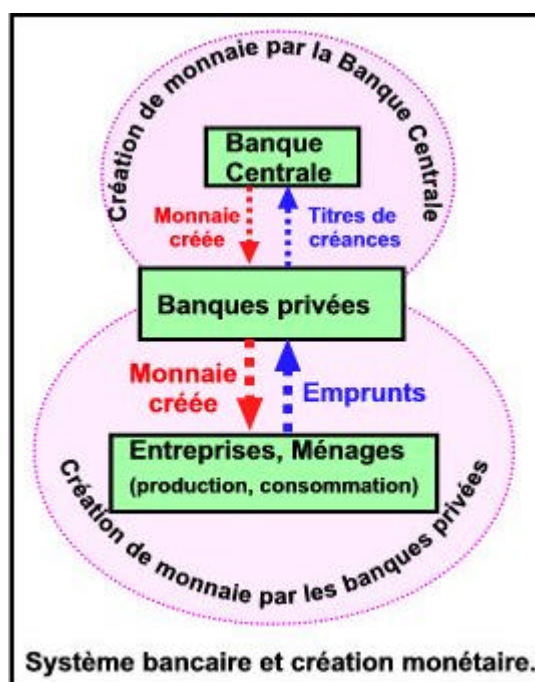 Création de monnaie par la Banque Centrale
Banque
Centrale
Monnaie
créée
Titres de
créances
Banques privées
Monnaie
créée
Emprunts
Entreprises, Ménages
(production, consommation)
Création de monnaie par les banques privées
Système bancaire et création monétaire.